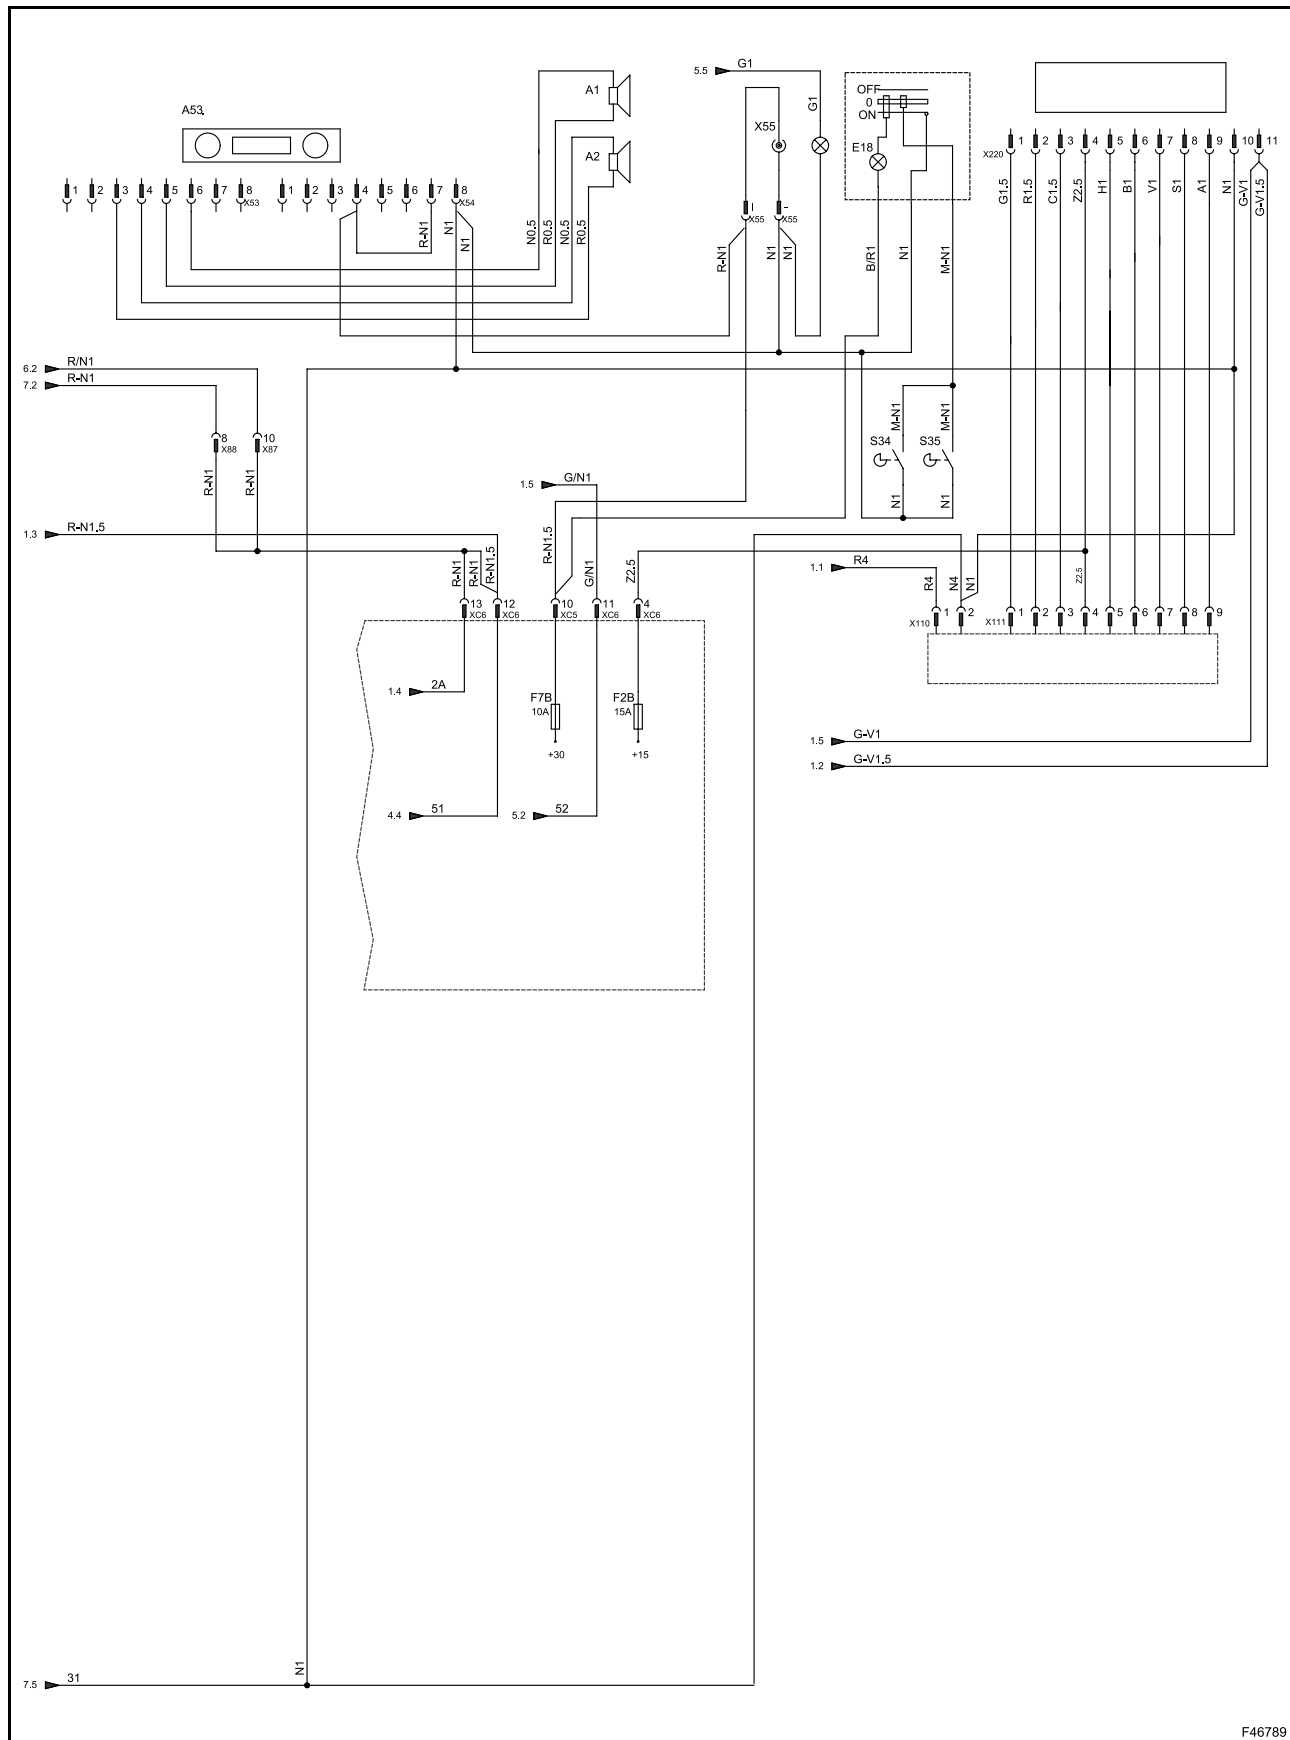 5.5 G1
A1
OFF
0
ON
G1
A53.
X55
E18
A2
1 2 3 4 5 6 7 8 9 10 11
X220
1 2 3 4 5 6 7 8 1 2 3 4 5 6 7 8
X53 X54
I -
X55 X55
G1.5 R1.5 C1.5 Z2.5 H1 B1 V1 S1 A1 N1 G-V1 G-V1.5
R-N1 N1 N1 N0.5 R0.5 N0.5 R0.5
R-N1 N1 N1 B/R1 N1 M-N1
6.2 R/N1
7.2 R-N1
M-N1 M-N1
8 10
X88 X87
S34 S35
R-N1 R-N1
1.5 G/N1
N1 N1
1.3 R-N1.5
R-N1 R-N1 R-N1.5 R-N1.5 G/N1 Z2.5
1.1 R4
R4 N4 N1 Z2.5
13 12 10 11 4
XC6 XC6 XC5 XC6 XC6
1 2 1 2 3 4 5 6 7 8 9
X110 X111
1.4 2A
F7B
10A
F2B
15A
+30 +15
1.5 G-V1
1.2 G-V1.5
4.4 51
5.2 52
N1
7.5 31
F46789